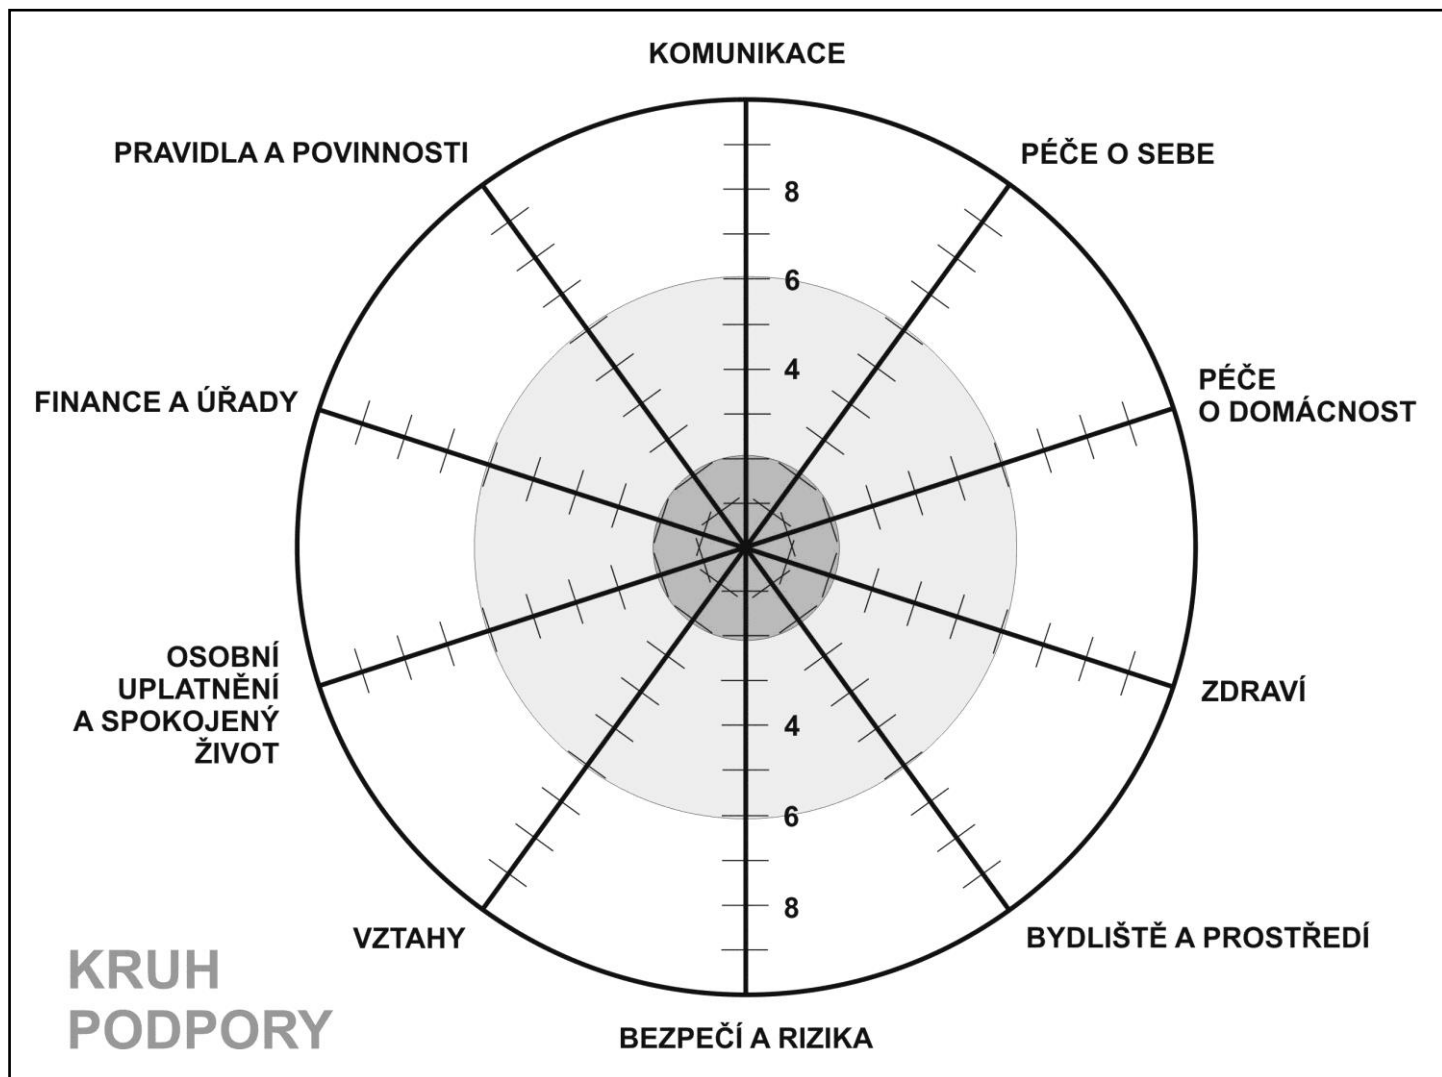 KOMUNIKACE
PRAVIDLA A POVINNOSTI
PÉČE O SEBE
8
6
4
FINANCE A ÚŘADY
PÉČE
O DOMÁCNOST
OSOBNÍ
UPLATNĚNÍ
A SPOKOJENÝ
ŽIVOT
ZDRAVÍ
4
6
8
VZTAHY
BYDLIŠTĚ A PROSTŘEDÍ
BEZPEČÍ A RIZIKA
KRUH
PODPORY